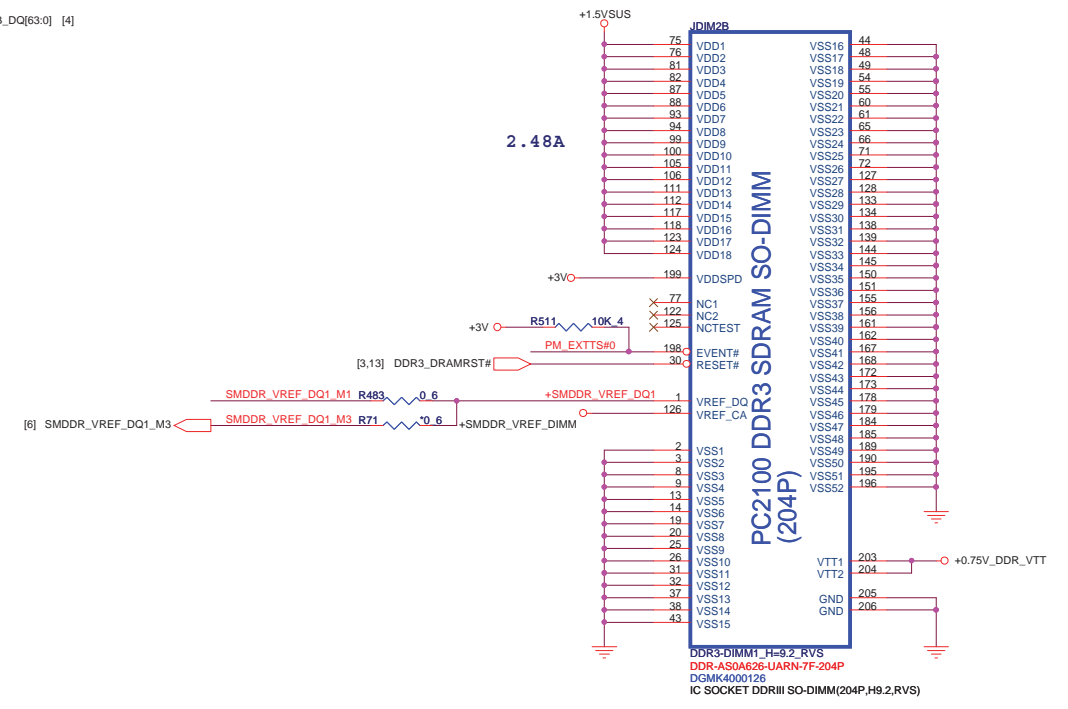 3_DQ[63:0] [4]
+1.5VSUS
JDIM2B
75 VDD1 VSS16 44
76 VDD2 VSS17 48
81 VDD3 VSS18 49
82 VDD4 VSS19 54
87 VDD5 VSS20 55
88 VDD6 VSS21 60
93 VDD7 VSS22 61
94 VDD8 VSS23 65
99 VDD9 VSS24 66
100 VDD10 VSS25 71
105 VDD11 VSS26 72
106 VDD12 VSS27 127
111 VDD13 VSS28 128
112 VDD14 VSS29 133
117 VDD15 VSS30 134
118 VDD16 VSS31 138
123 VDD17 VSS32 139
124 VDD18 VSS33 144
VSS34 145
+3V 199 VDDSPD VSS35 150
VSS36 151
77 NC1 VSS37 155
122 NC2 VSS38 156
125 NCTEST VSS39 161
VSS40 162
198 EVENT# VSS41 167
30 RESET# VSS42 168
VSS43 172
VSS44 173
1 VREF_DQ VSS45 178
126 VREF_CA VSS46 179
VSS47 184
VSS48 185
2 VSS1 VSS49 189
3 VSS2 VSS50 190
8 VSS3 VSS51 195
9 VSS4 VSS52 196
13 VSS5
14 VSS6
19 VSS7
20 VSS8
25 VSS9
26 VSS10 VTT1 203
31 VSS11 VTT2 204
32 VSS12
37 VSS13 GND 205
38 VSS14 GND 206
43 VSS15
2.48A
+3V R511 10K_4
PM_EXTTS#0
[3,13] DDR3_DRAMRST#
SMDDR_VREF_DQ1_M1 R483 0_6 +SMDDR_VREF_DQ1
[6] SMDDR_VREF_DQ1_M3 SMDDR_VREF_DQ1_M3 R71 *0_6 +SMDDR_VREF_DIMM
PC2100 DDR3 SDRAM SO-DIMM
(204P)
+0.75V_DDR_VTT
DDR3-DIMM1_H=9.2_RVS
DDR-AS0A626-UARN-7F-204P
DGMK4000126
IC SOCKET DDRIII SO-DIMM(204P,H9.2,RVS)